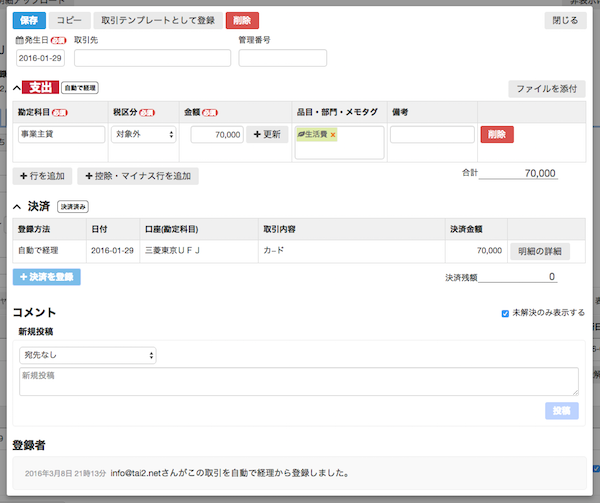 保存 コピー 取引テンプレートとして登録 削除 閉じる
発生日 必須 取引先 管理番号
2016-01-29
支出 自動で経理 ファイルを添付
勘定科目 必須 税区分 必須 金額 必須 品目・部門・メモタグ 備考
事業主貸 対象外 70,000 +更新 生活費 x 削除
+行を追加 +控除・マイナス行を追加 合計 70,000
決済 決済済み
登録方法 日付 口座(勘定科目) 取引内容 決済金額
自動で経理 2016-01-29 三菱東京ＵＦＪ カード 70,000 明細の詳細
+決済を登録 決済残額 0
コメント 未解決のみ表示する
新規投稿
宛先なし
新規投稿
投稿
登録者
2016年3月8日 21時13分 info@tai2.netさんがこの取引を自動で経理から登録しました。